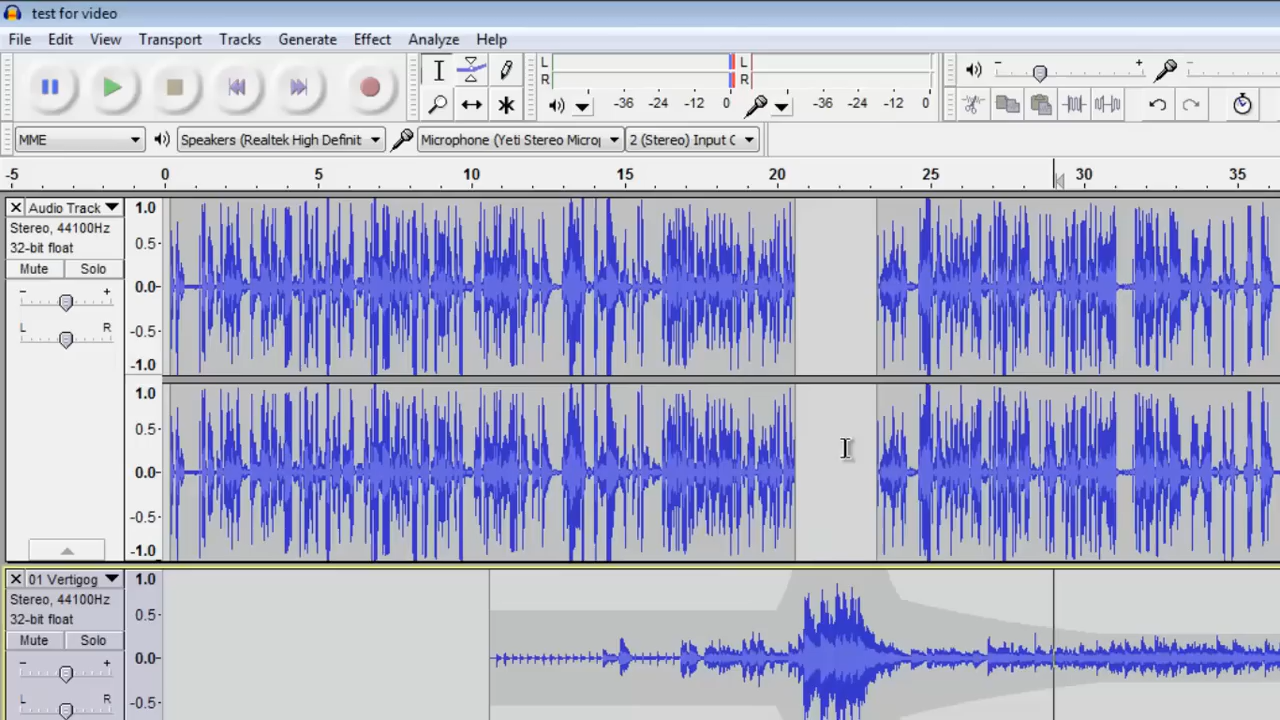 test for video
File Edit View Transport Tracks Generate Effect Analyze Help
L L
R R
-36 -24 -12 0 -36 -24 -12 0
- + -
MME Speakers (Realtek High Definit Microphone (Yeti Stereo Microp 2 (Stereo) Input C
-5 0 5 10 15 20 25 30 35
Audio Track 1.0
Stereo, 44100Hz
32-bit float 0.5-
Mute Solo
- + 0.0-
L R -0.5-
-1.0
1.0
0.5-
0.0-
-0.5-
-1.0
01 Vertigog 1.0
Stereo, 44100Hz
32-bit float 0.5-
Mute Solo
- + 0.0-
L R -0.5-